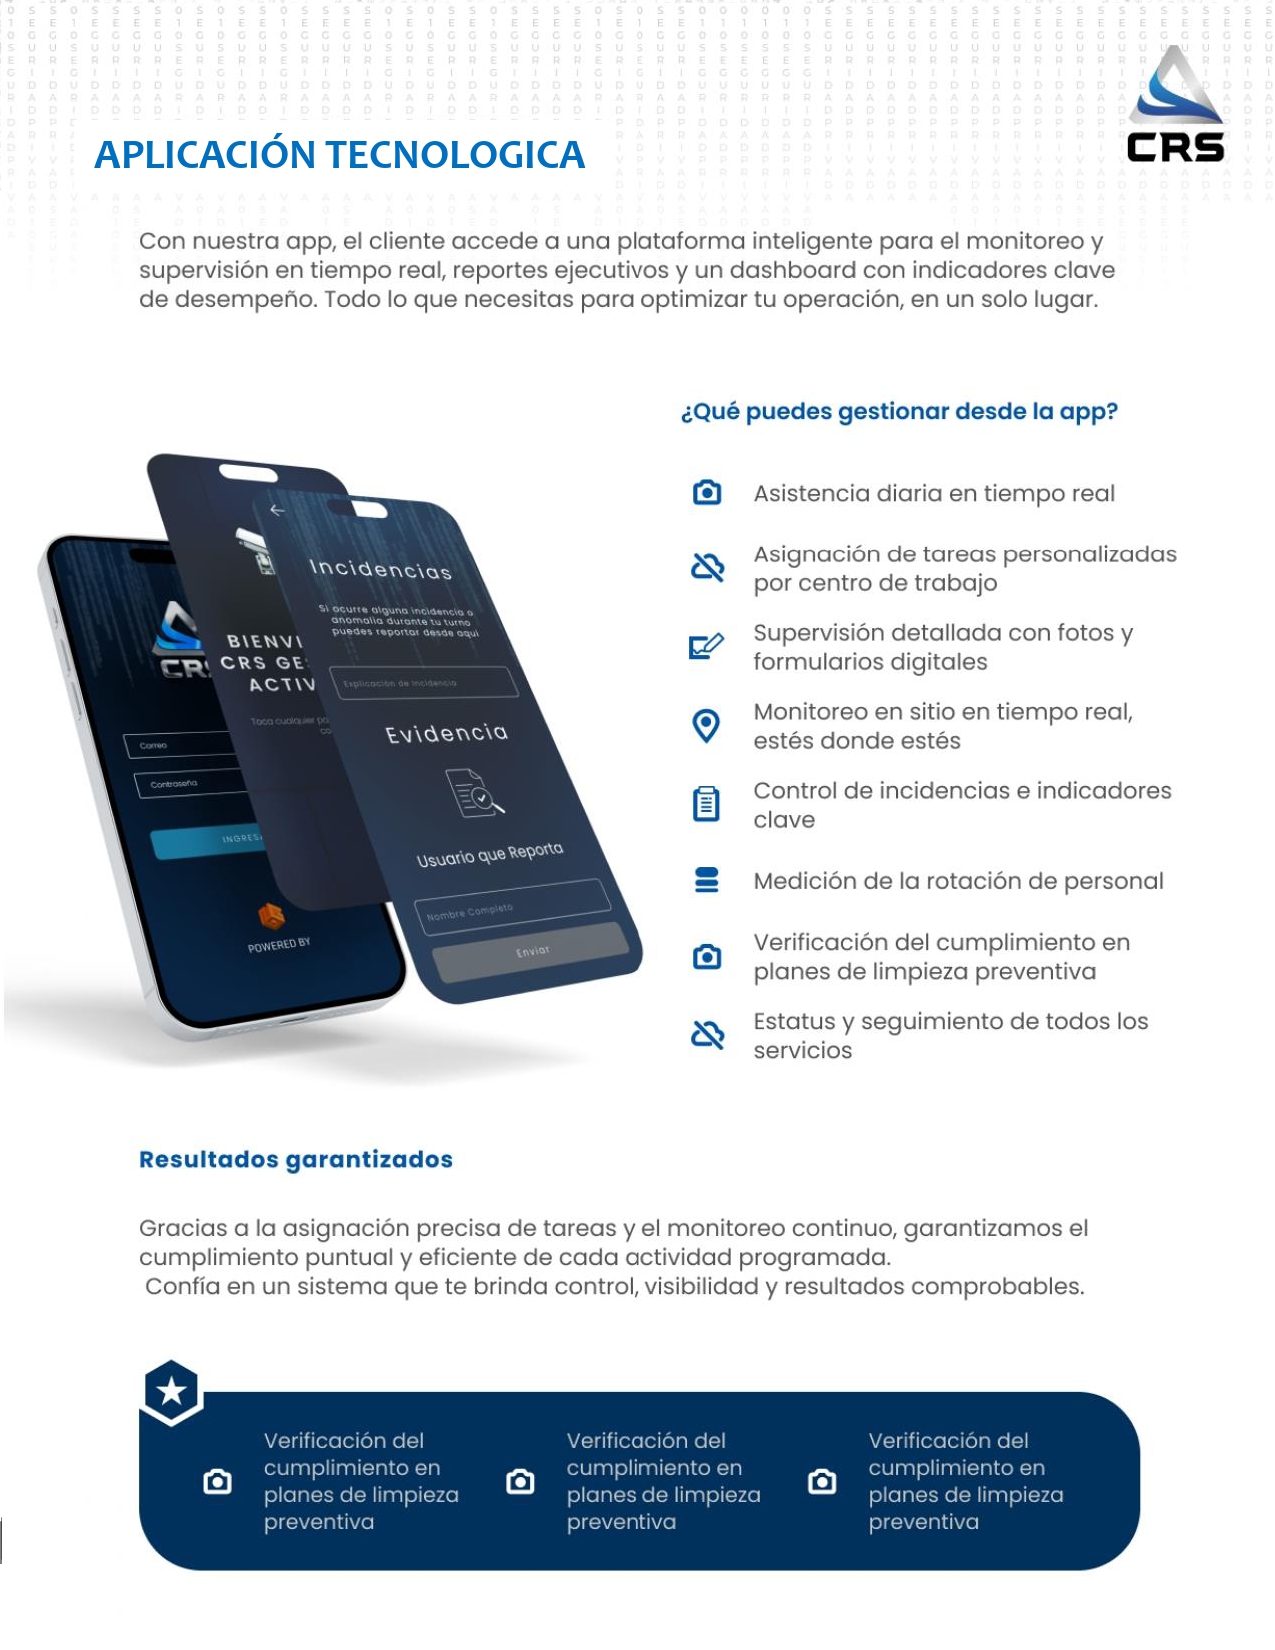 CRS
APLICACIÓN TECNOLOGICA
Con nuestra app, el cliente accede a una plataforma inteligente para el monitoreo y
supervisión en tiempo real, reportes ejecutivos y un dashboard con indicadores clave
de desempeño. Todo lo que necesitas para optimizar tu operación, en un solo lugar.
¿Qué puedes gestionar desde la app?
Asistencia diaria en tiempo real
Asignación de tareas personalizadas
por centro de trabajo
Supervisión detallada con fotos y
formularios digitales
Monitoreo en sitio en tiempo real,
estés donde estés
Control de incidencias e indicadores
clave
Medición de la rotación de personal
Verificación del cumplimiento en
planes de limpieza preventiva
Estatus y seguimiento de todos los
servicios
Correo
Contraseña
POWERED BY
BIENVI
CRS GE
ACTIV
Toca cualquier
Incidencias
Si ocurre alguna incidencia o
anomalía durante tu turno
puedes reportar desde aquí
Explicación de Incidencia
Evidencia
Usuario que Reporta
Nombre Completo
Enviar
Resultados garantizados
Gracias a la asignación precisa de tareas y el monitoreo continuo, garantizamos el
cumplimiento puntual y eficiente de cada actividad programada.
Confía en un sistema que te brinda control, visibilidad y resultados comprobables.
Verificación del
cumplimiento en
planes de limpieza
preventiva
Verificación del
cumplimiento en
planes de limpieza
preventiva
Verificación del
cumplimiento en
planes de limpieza
preventiva